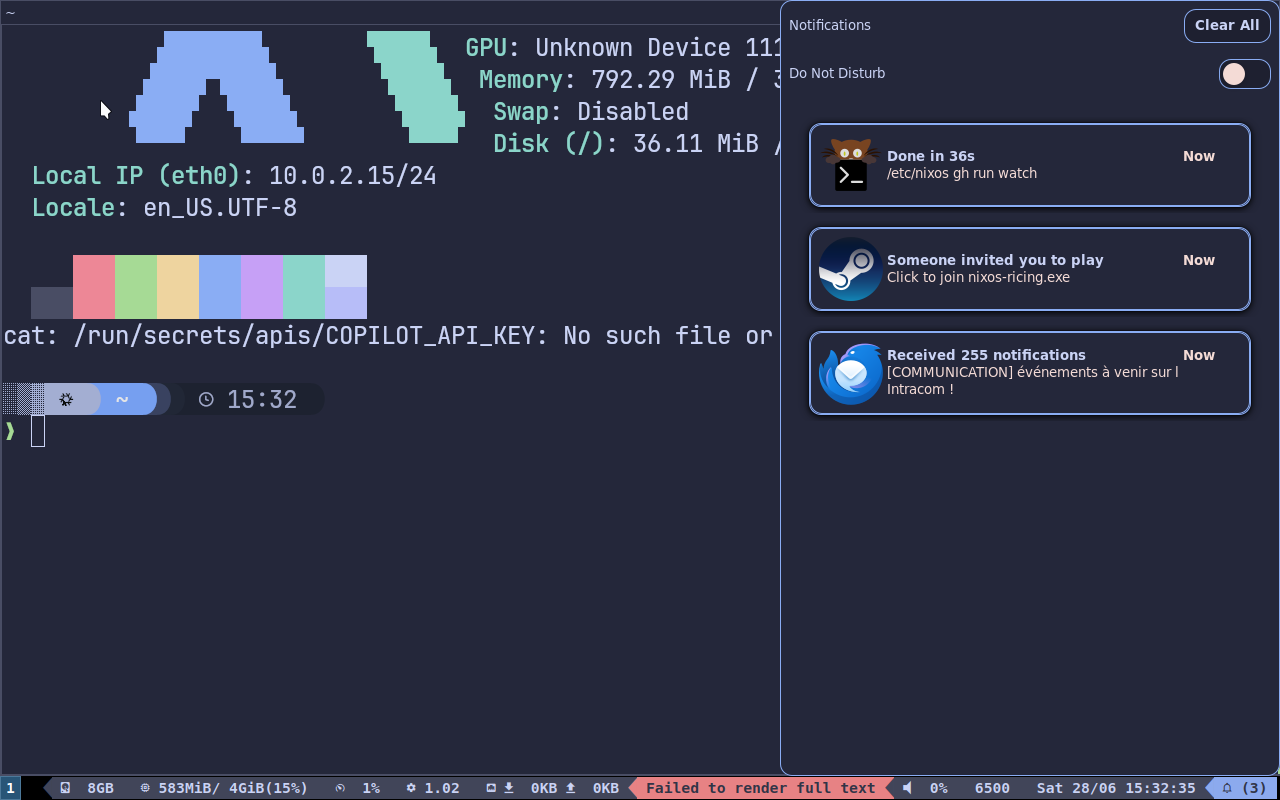 ~
GPU: Unknown Device 111
Memory: 792.29 MiB / 3
Swap: Disabled
Disk (/): 36.11 MiB /
Local IP (eth0): 10.0.2.15/24
Locale: en_US.UTF-8
cat: /run/secrets/apis/COPILOT_API_KEY: No such file or
~ 15:32
❱
Notifications
Clear All
Do Not Disturb
Done in 36s Now
/etc/nixos gh run watch
Someone invited you to play Now
Click to join nixos-ricing.exe
Received 255 notifications Now
[COMMUNICATION] événements à venir sur l
Intracom !
1 8GB 583MiB/ 4GiB(15%) 1% 1.02 0KB 0KB Failed to render full text 0% 6500 Sat 28/06 15:32:35 (3)